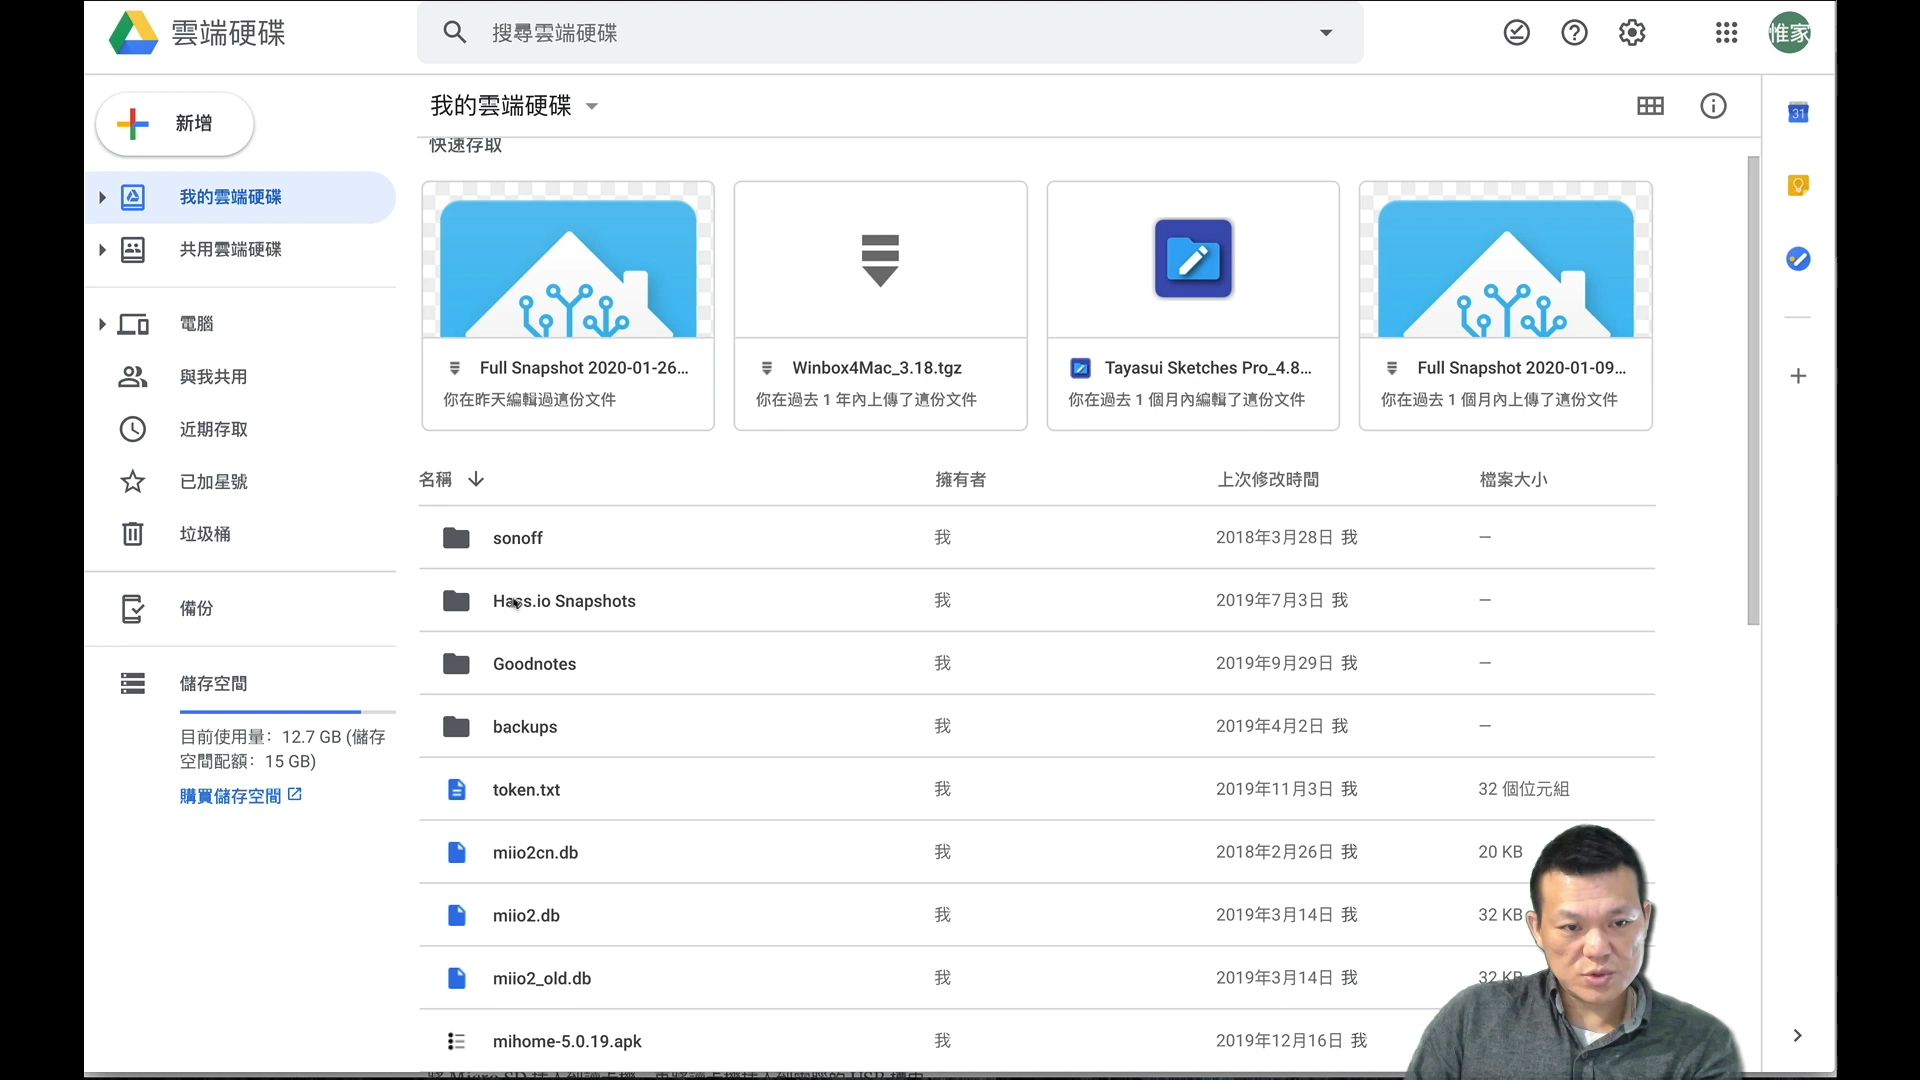 雲端硬碟
搜尋雲端硬碟
惟家
新增
我的雲端硬碟
31
快速存取
我的雲端硬碟
共用雲端硬碟
電腦
與我共用
近期存取
已加星號
垃圾桶
備份
儲存空間
目前使用量： 12.7 GB (儲存
空間配額： 15 GB)
購買儲存空間
Full Snapshot 2020-01-26...
你在昨天編輯過這份文件
Winbox4Mac_3.18.tgz
你在過去 1 年內上傳了這份文件
Tayasui Sketches Pro_4.8...
你在過去 1 個月內編輯了這份文件
Full Snapshot 2020-01-09...
你在過去 1 個月內上傳了這份文件
名稱 擁有者 上次修改時間 檔案大小
sonoff 我 2018年3月28日 我 —
Hass.io Snapshots 我 2019年7月3日 我 —
Goodnotes 我 2019年9月29日 我 —
backups 我 2019年4月2日 我 —
token.txt 我 2019年11月3日 我 32 個位元組
miio2cn.db 我 2018年2月26日 我 20 KB
miio2.db 我 2019年3月14日 我 32 KB
miio2_old.db 我 2019年3月14日 我 32 KB
mihome-5.0.19.apk 我 2019年12月16日 我